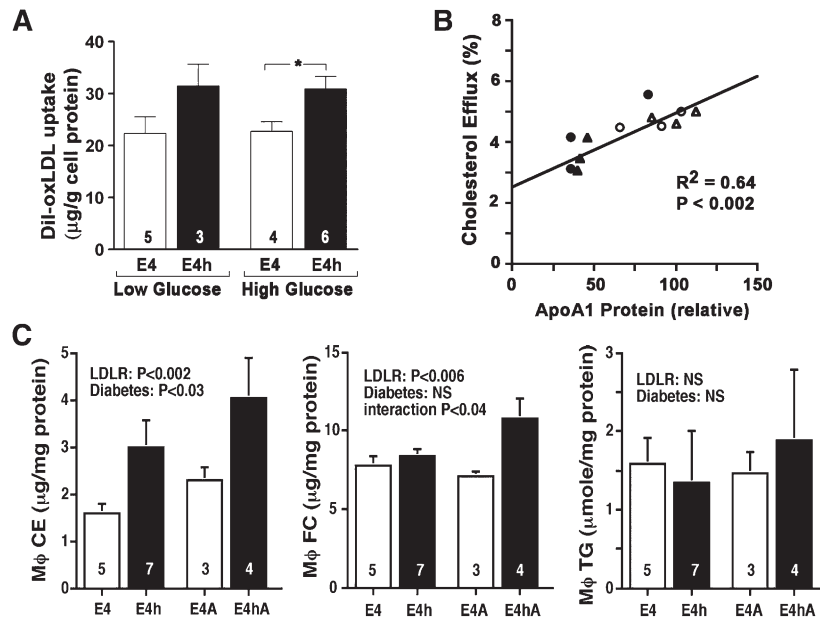 A
DiI-oxLDL uptake
(μg/g cell protein)
40
30
20
10
0
*
5
3
4
6
E4
E4h
E4
E4h
Low Glucose
High Glucose
B
Cholesterol Efflux (%)
8
6
4
2
0
R2 = 0.64
P < 0.002
0
50
100
150
ApoA1 Protein (relative)
C
Mϕ CE (μg/mg protein)
5
4
3
2
1
0
LDLR: P<0.002
Diabetes: P<0.03
5
7
3
4
E4
E4h
E4A
E4hA
Mϕ FC (μg/mg protein)
15
10
5
0
LDLR: P<0.006
Diabetes: NS
interaction P<0.04
5
7
3
4
E4
E4h
E4A
E4hA
Mϕ TG (μmole/mg protein)
3
2
1
0
LDLR: NS
Diabetes: NS
5
7
3
4
E4
E4h
E4A
E4hA